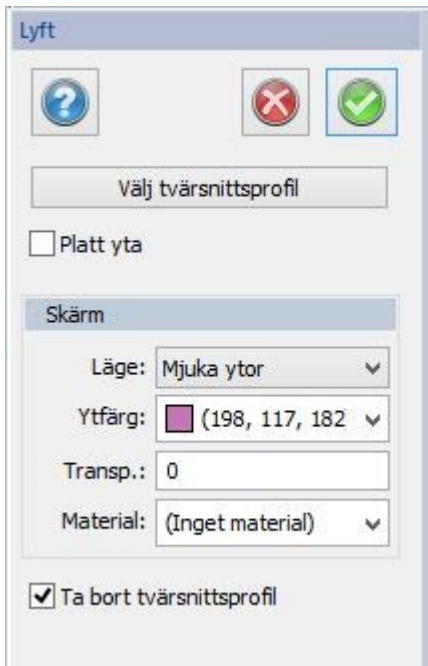 Lyft
Välj tvärsnittsprofil
Platt yta
Skärm
Läge: Mjuka ytor
Ytfärg: (198, 117, 182
Transp.: 0
Material: (Inget material)
Ta bort tvärsnittsprofil